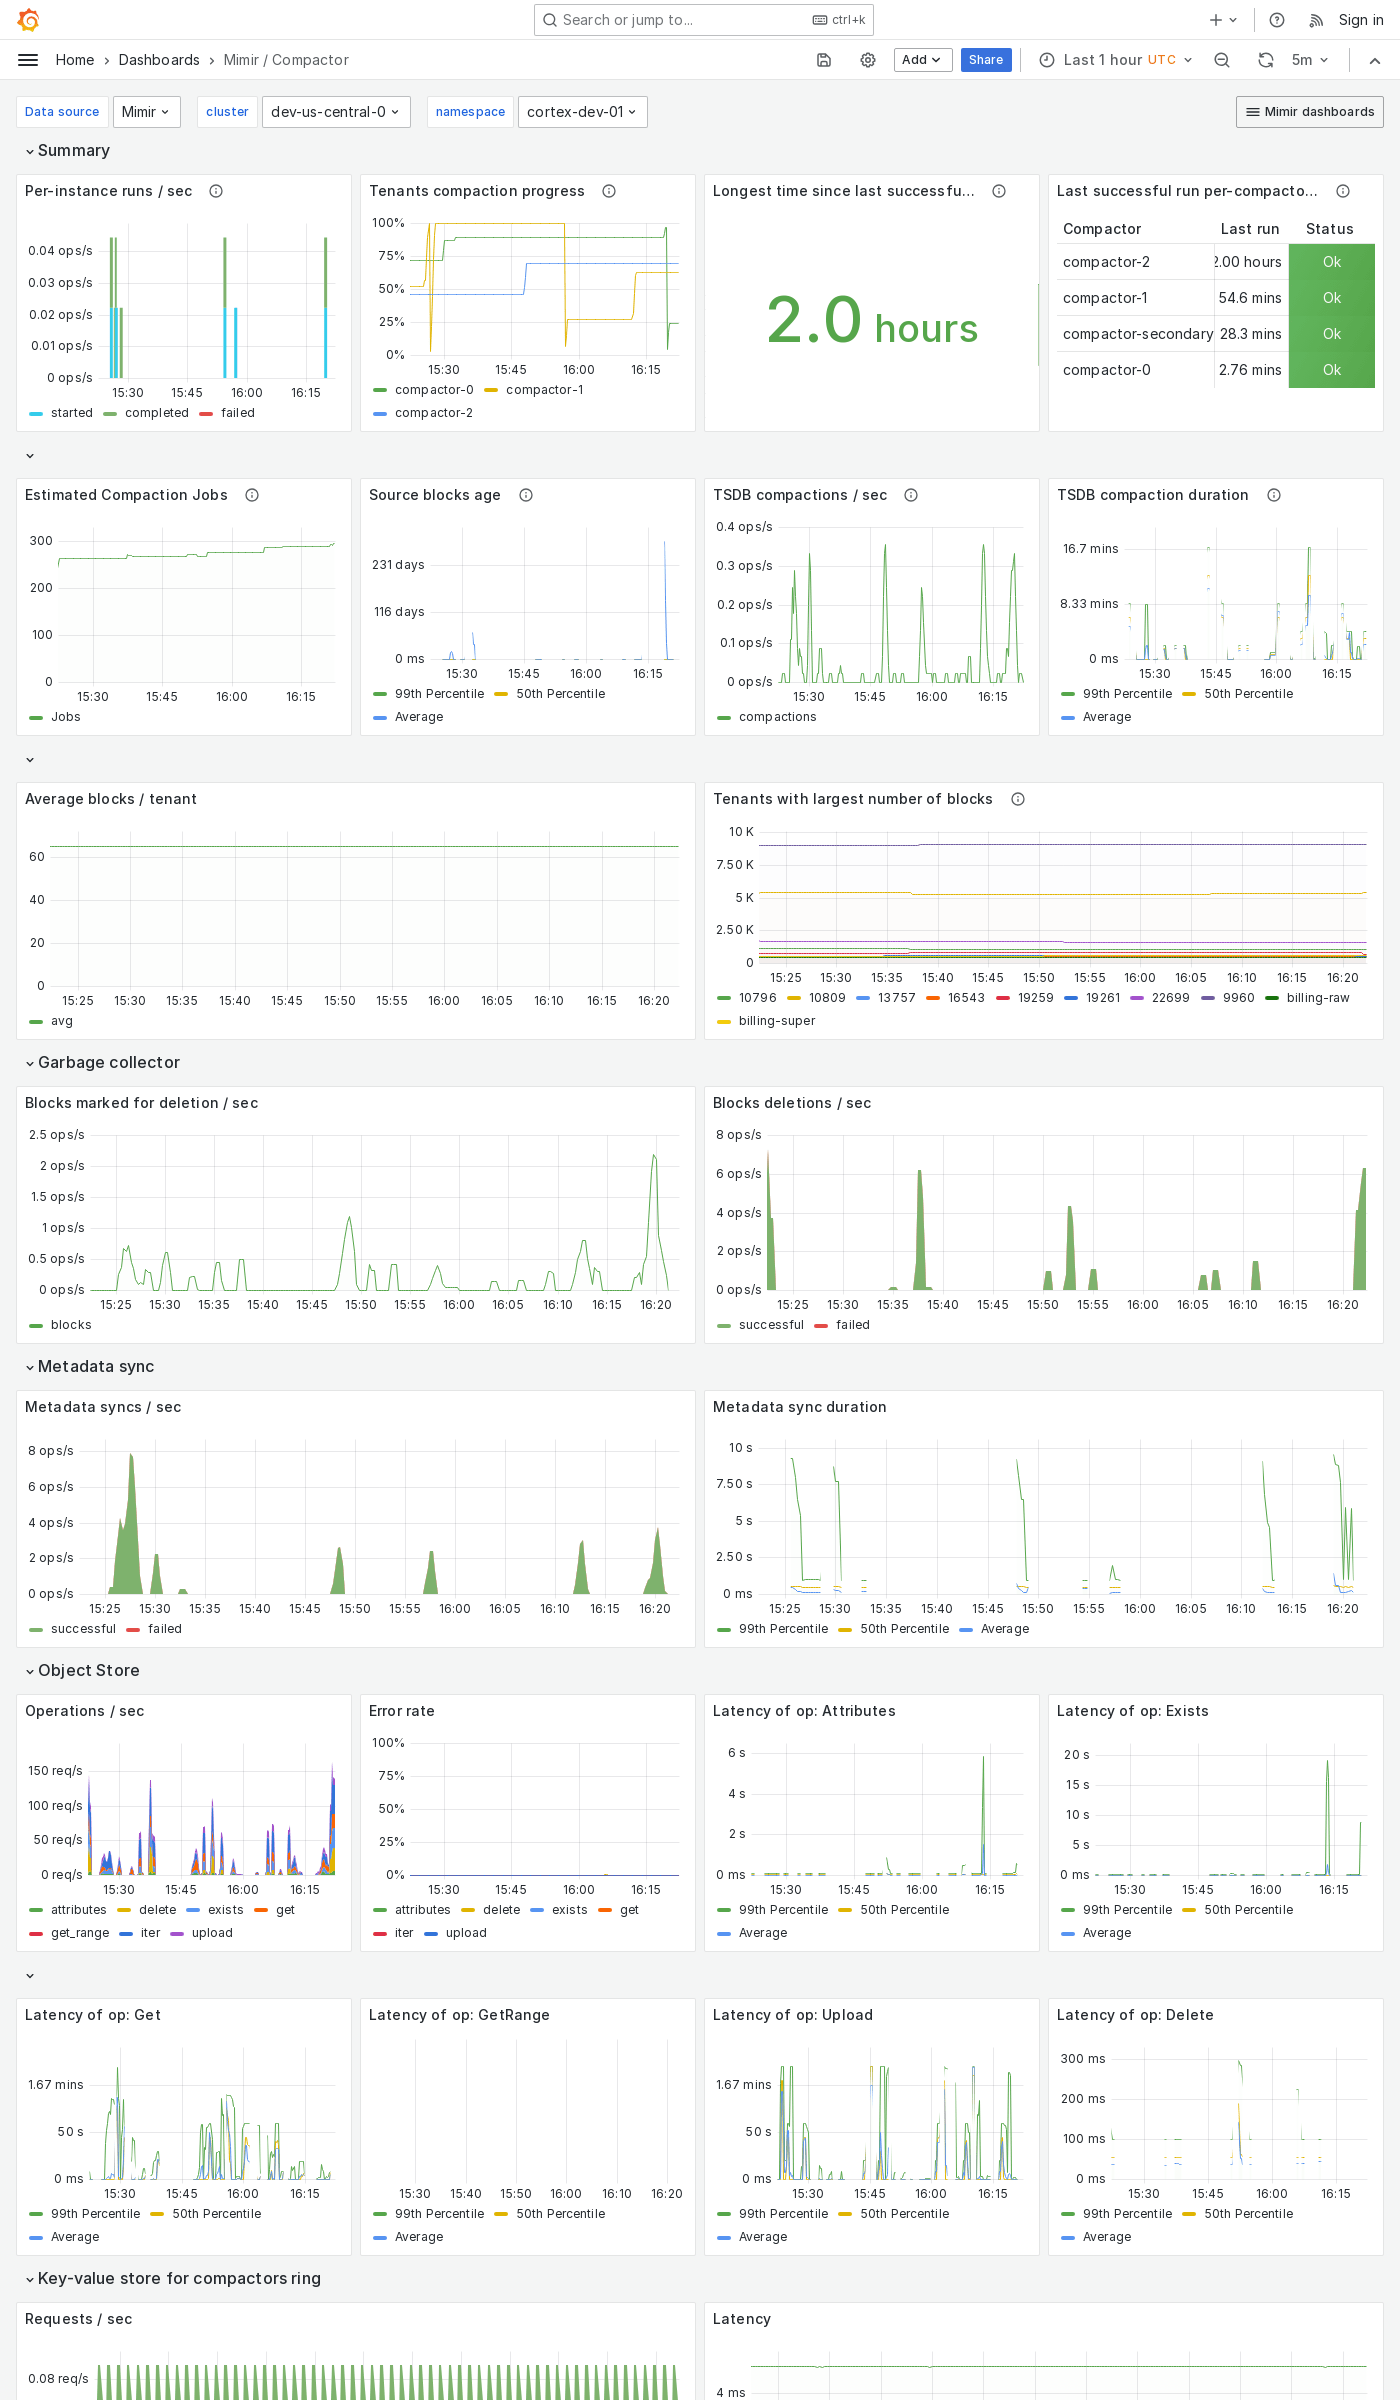 Search or jump to...
ctrl+k
Sign in
Home
Dashboards
Mimir / Compactor
Add
Share
Last 1 hour UTC
5m
Data source
Mimir
cluster
dev-us-central-0
namespace
cortex-dev-01
Mimir dashboards
Summary
Per-instance runs / sec
0.04 ops/s
0.03 ops/s
0.02 ops/s
0.01 ops/s
0 ops/s
15:30 15:45 16:00 16:15
started completed failed
Tenants compaction progress
100%
75%
50%
25%
0%
15:30 15:45 16:00 16:15
compactor-0 compactor-1
compactor-2
Longest time since last successfu...
2.0 hours
Last successful run per-compacto...
Compactor Last run Status
compactor-2 2.00 hours Ok
compactor-1 54.6 mins Ok
compactor-secondary 28.3 mins Ok
compactor-0 2.76 mins Ok
Estimated Compaction Jobs
300
200
100
0
15:30 15:45 16:00 16:15
Jobs
Source blocks age
231 days
116 days
0 ms
15:30 15:45 16:00 16:15
99th Percentile 50th Percentile
Average
TSDB compactions / sec
0.4 ops/s
0.3 ops/s
0.2 ops/s
0.1 ops/s
0 ops/s
15:30 15:45 16:00 16:15
compactions
TSDB compaction duration
16.7 mins
8.33 mins
0 ms
15:30 15:45 16:00 16:15
99th Percentile 50th Percentile
Average
Average blocks / tenant
60
40
20
0
15:25 15:30 15:35 15:40 15:45 15:50 15:55 16:00 16:05 16:10 16:15 16:20
avg
Tenants with largest number of blocks
10 K
7.50 K
5 K
2.50 K
0
15:25 15:30 15:35 15:40 15:45 15:50 15:55 16:00 16:05 16:10 16:15 16:20
10796 10809 13757 16543 19259 19261 22699 9960 billing-raw
billing-super
Garbage collector
Blocks marked for deletion / sec
2.5 ops/s
2 ops/s
1.5 ops/s
1 ops/s
0.5 ops/s
0 ops/s
15:25 15:30 15:35 15:40 15:45 15:50 15:55 16:00 16:05 16:10 16:15 16:20
blocks
Blocks deletions / sec
8 ops/s
6 ops/s
4 ops/s
2 ops/s
0 ops/s
15:25 15:30 15:35 15:40 15:45 15:50 15:55 16:00 16:05 16:10 16:15 16:20
successful failed
Metadata sync
Metadata syncs / sec
8 ops/s
6 ops/s
4 ops/s
2 ops/s
0 ops/s
15:25 15:30 15:35 15:40 15:45 15:50 15:55 16:00 16:05 16:10 16:15 16:20
successful failed
Metadata sync duration
10 s
7.50 s
5 s
2.50 s
0 ms
15:25 15:30 15:35 15:40 15:45 15:50 15:55 16:00 16:05 16:10 16:15 16:20
99th Percentile 50th Percentile Average
Object Store
Operations / sec
150 req/s
100 req/s
50 req/s
0 req/s
15:30 15:45 16:00 16:15
attributes delete exists get
get_range iter upload
Error rate
100%
75%
50%
25%
0%
15:30 15:45 16:00 16:15
attributes delete exists get
iter upload
Latency of op: Attributes
6 s
4 s
2 s
0 ms
15:30 15:45 16:00 16:15
99th Percentile 50th Percentile
Average
Latency of op: Exists
20 s
15 s
10 s
5 s
0 ms
15:30 15:45 16:00 16:15
99th Percentile 50th Percentile
Average
Latency of op: Get
1.67 mins
50 s
0 ms
15:30 15:45 16:00 16:15
99th Percentile 50th Percentile
Average
Latency of op: GetRange
15:30 15:40 15:50 16:00 16:10 16:20
99th Percentile 50th Percentile
Average
Latency of op: Upload
1.67 mins
50 s
0 ms
15:30 15:45 16:00 16:15
99th Percentile 50th Percentile
Average
Latency of op: Delete
300 ms
200 ms
100 ms
0 ms
15:30 15:45 16:00 16:15
99th Percentile 50th Percentile
Average
Key-value store for compactors ring
Requests / sec
0.08 req/s
Latency
4 ms